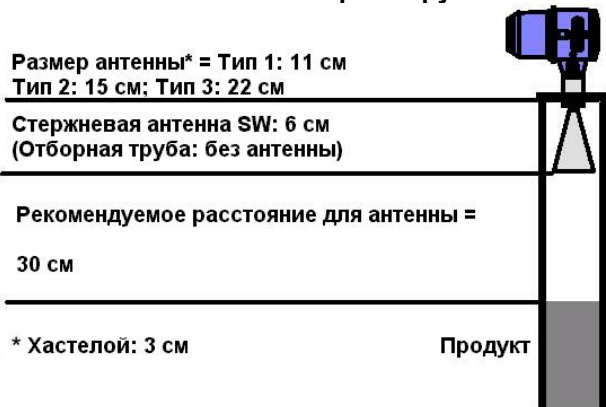 Размер антенны* = Тип 1: 11 см
Тип 2: 15 см; Тип 3: 22 см
Стержневая антенна SW: 6 см
(Отборная труба: без антенны)
Рекомендуемое расстояние для антенны =
30 см
* Хастелой: 3 см Продукт